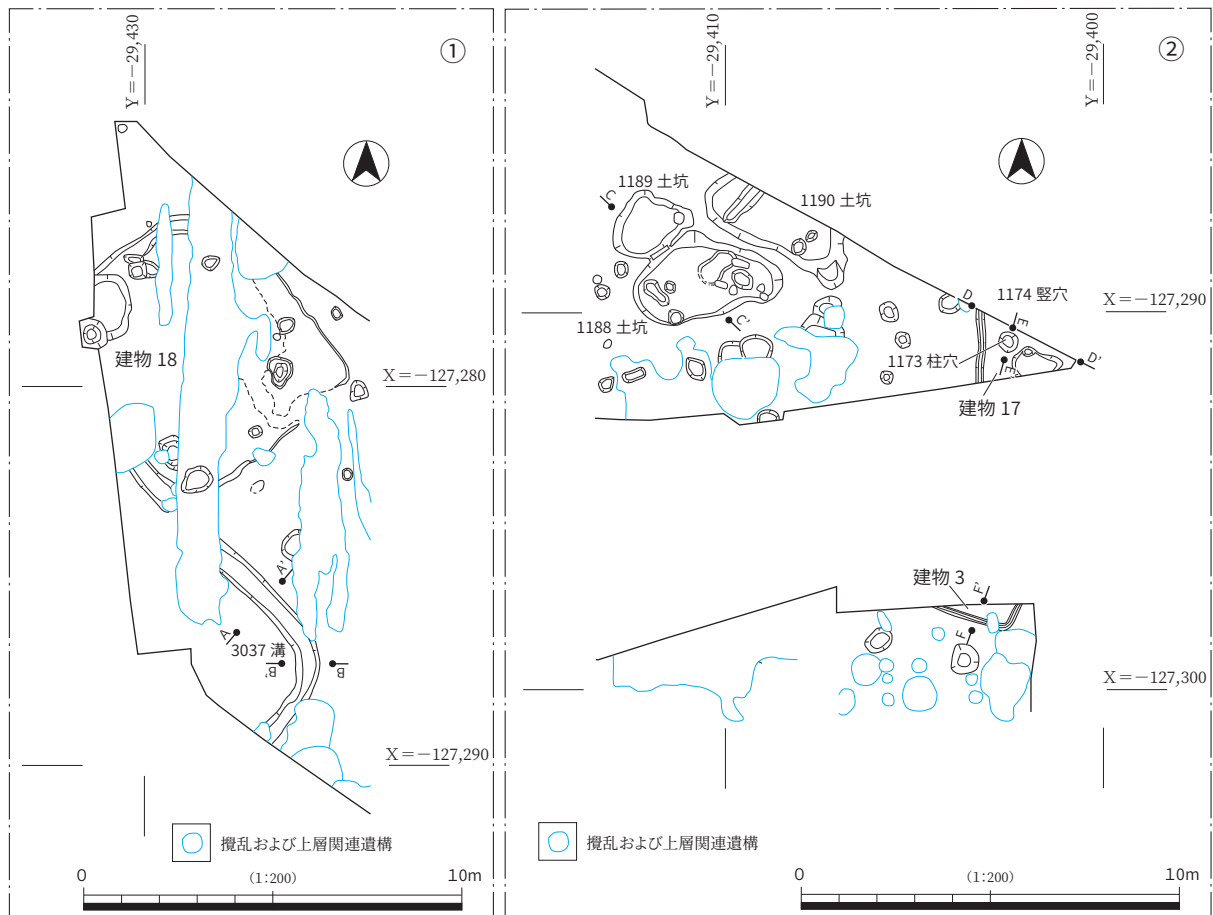 ①
Y＝−29,430
建物 18
X＝−127,280
A'
A
3037 溝
B'
B
X＝−127,290
攪乱および上層関連遺構
0
(1:200)
10m
②
Y＝−29,410
Y＝−29,400
1189 土坑
C
1190 土坑
1174 竪穴
X＝−127,290
D
E
C'
1188 土坑
1173 柱穴
E'
D'
建物 17
建物 3
F'
F
X＝−127,300
攪乱および上層関連遺構
0
(1:200)
10m